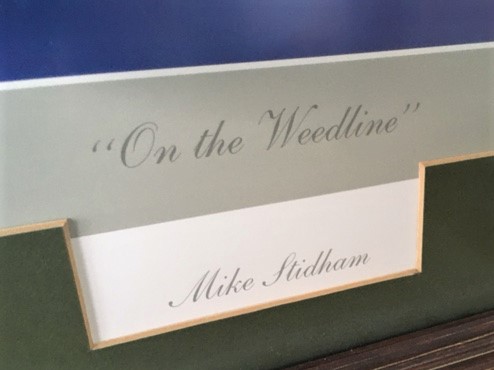 “On the Weedline”
Mike Stidham